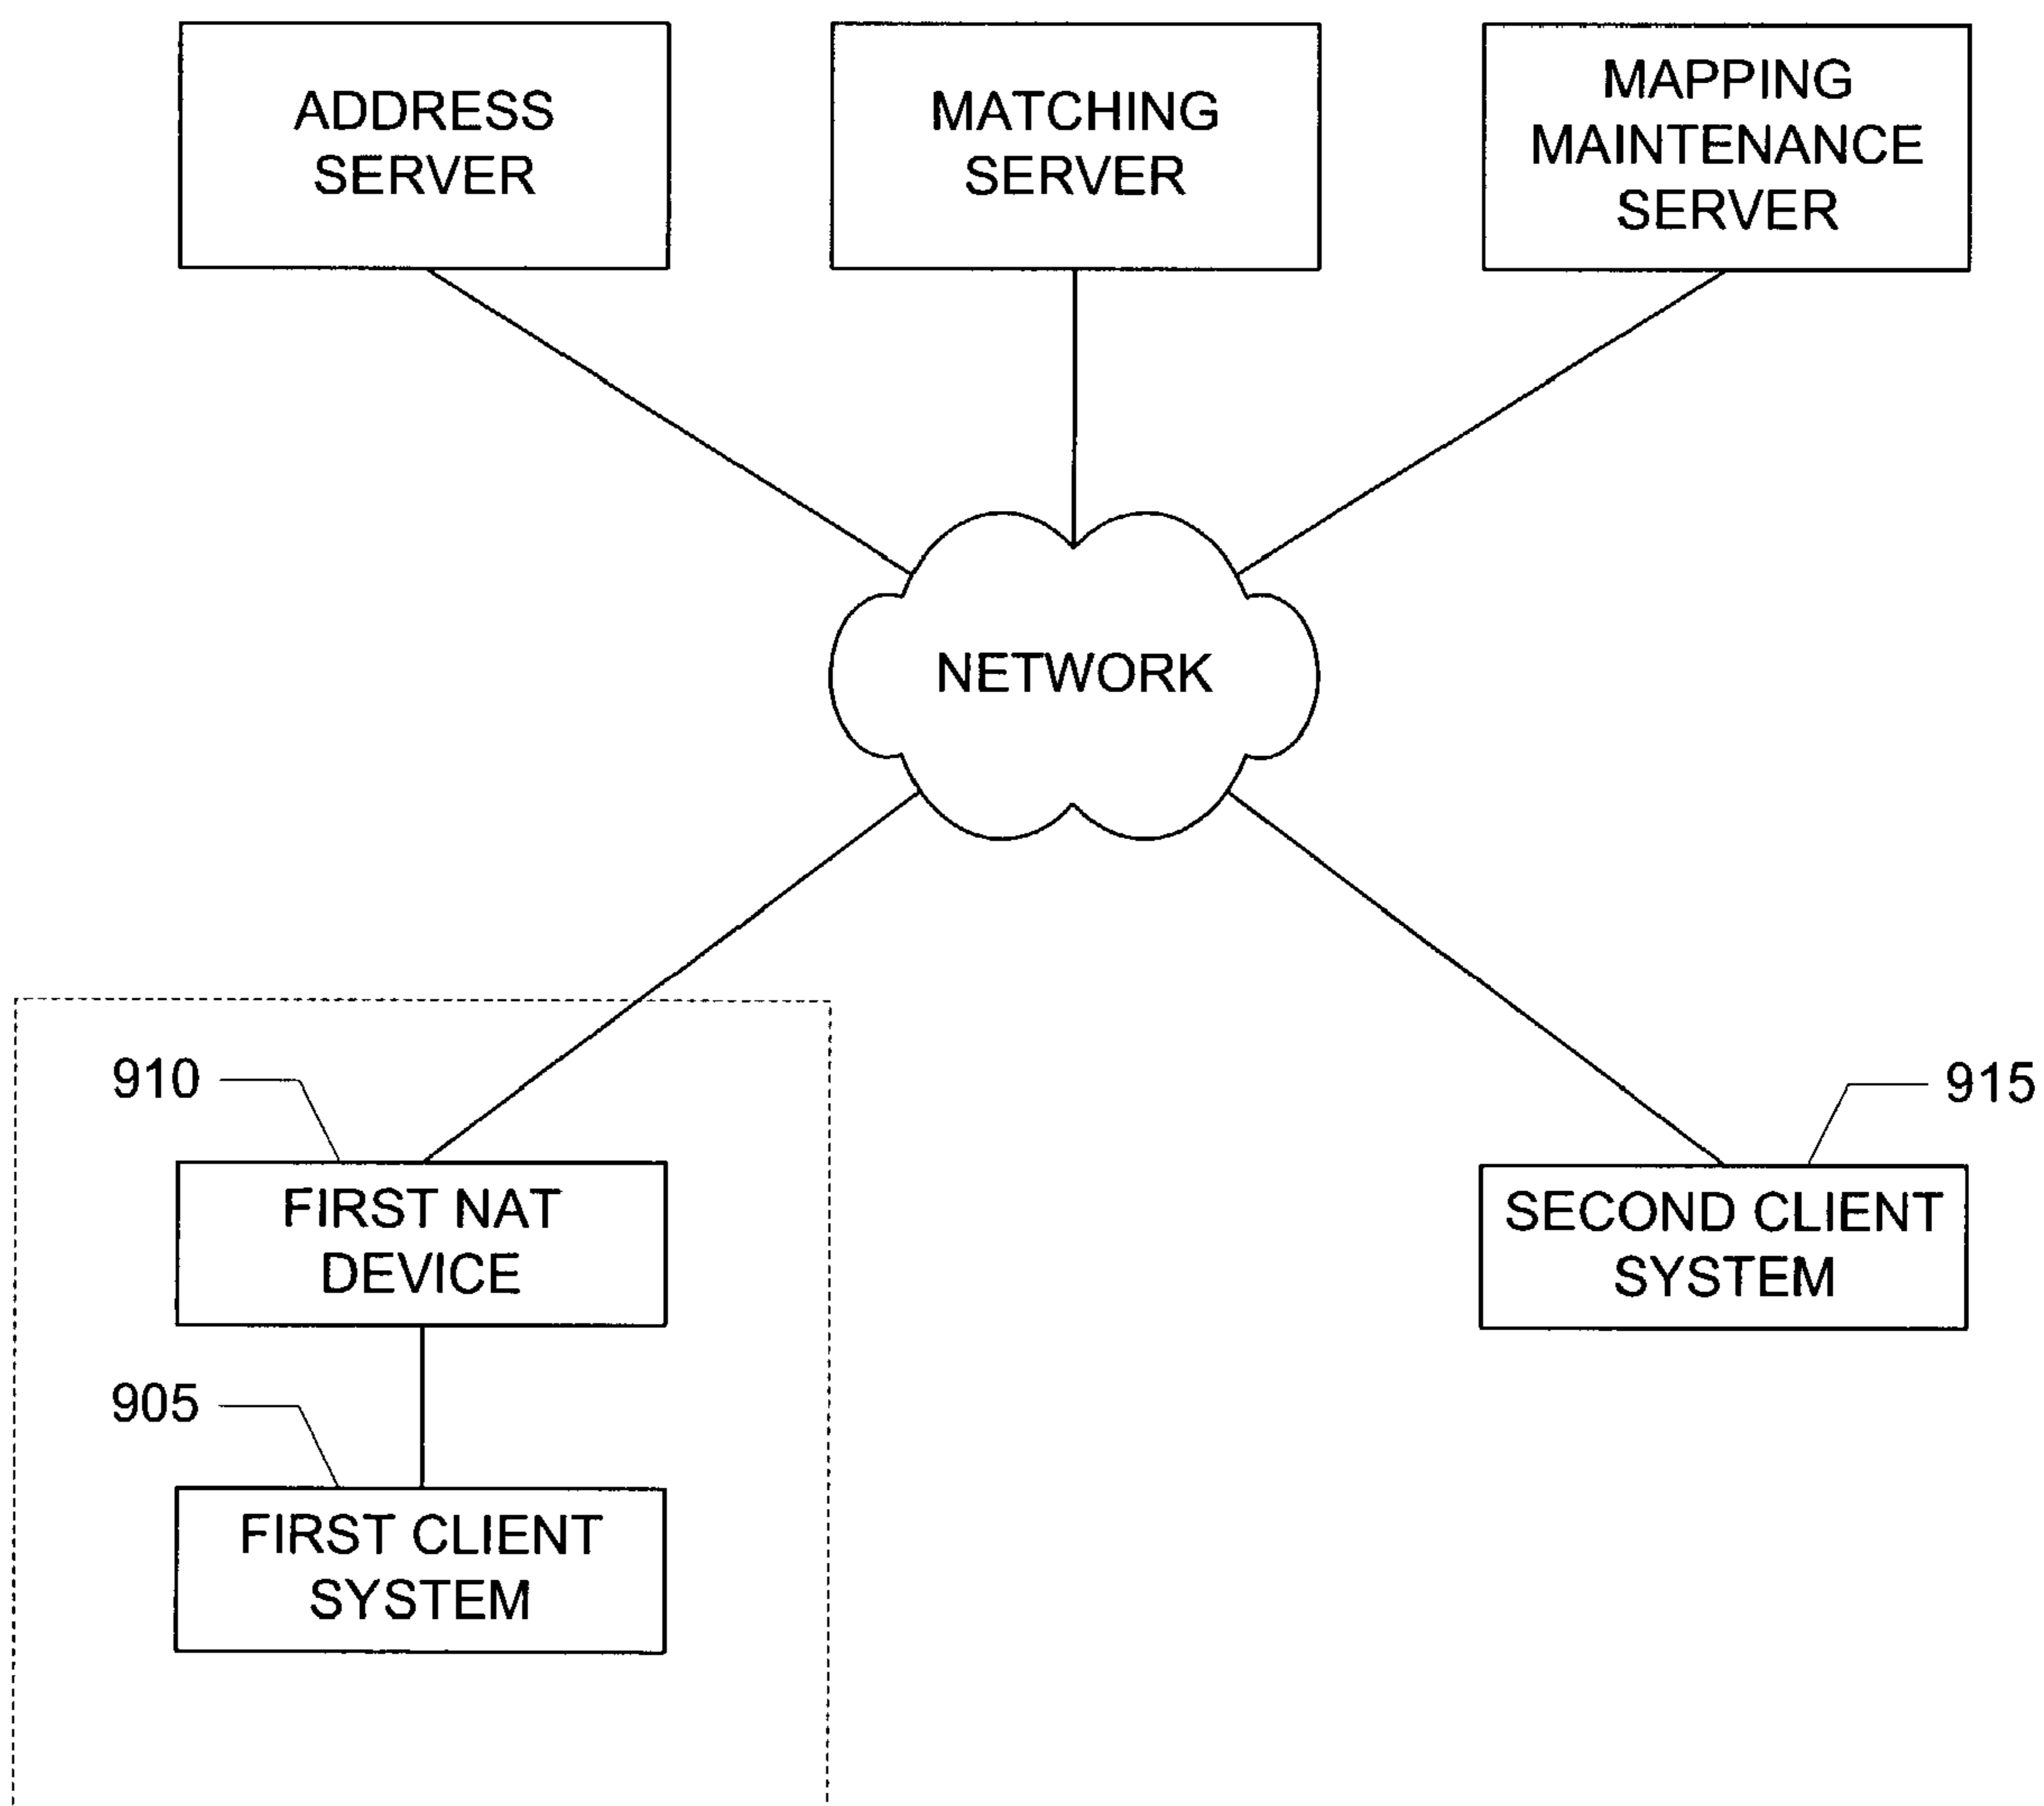 ADDRESS
SERVER
MATCHING
SERVER
MAPPING
MAINTENANCE
SERVER
NETWORK
910
FIRST NAT
DEVICE
915
SECOND CLIENT
SYSTEM
905
FIRST CLIENT
SYSTEM